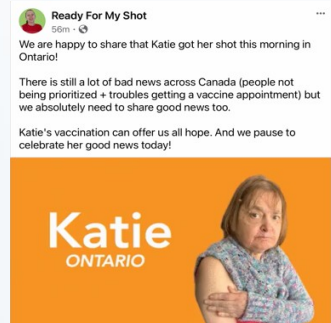 Ready For My Shot
56m
We are happy to share that Katie got her shot this morning in
Ontario!
There is still a lot of bad news across Canada (people not
being prioritized + troubles getting a vaccine appointment) but
we absolutely need to share good news too.
Katie's vaccination can offer us all hope. And we pause to
celebrate her good news today!
Katie
ONTARIO